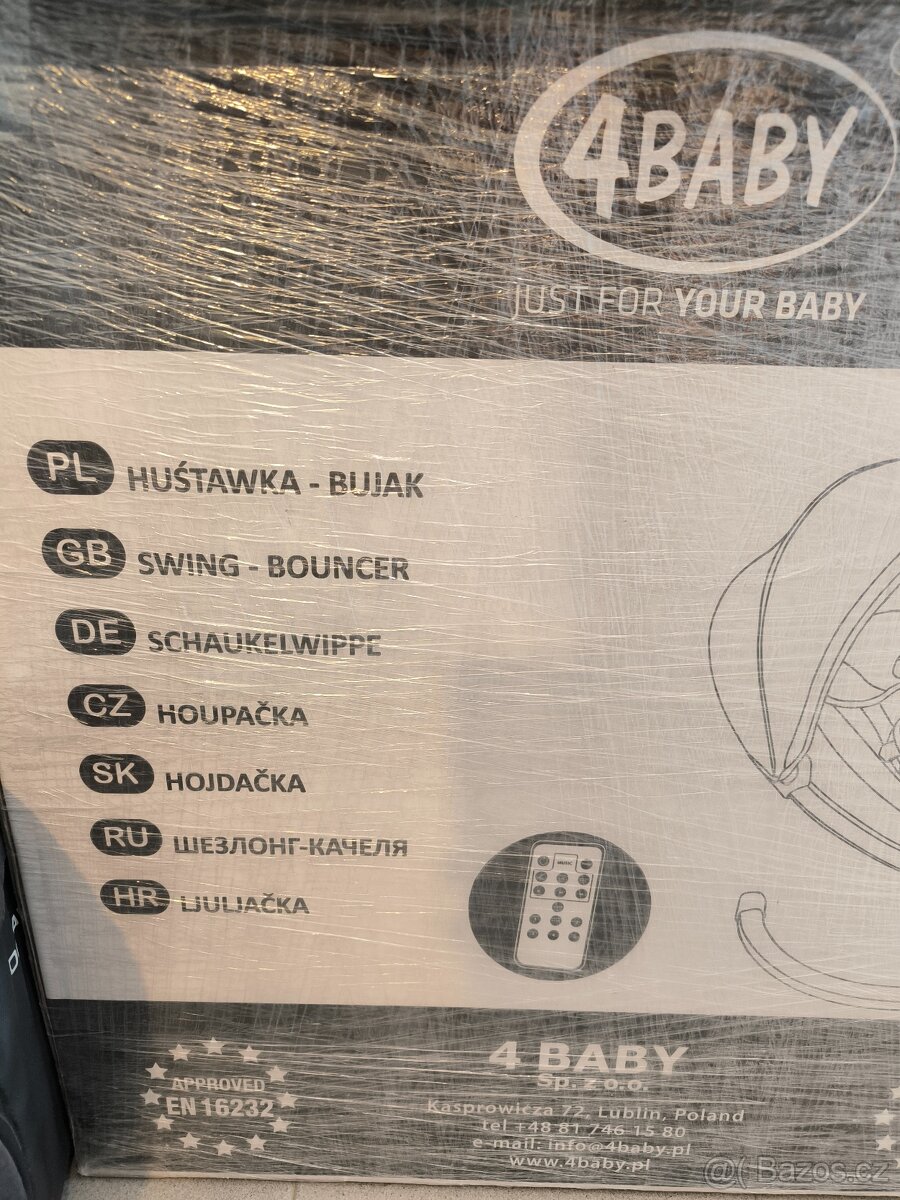 4BABY
JUST FOR YOUR BABY
PL HUŚTAWKA - BUJAK
GB SWING - BOUNCER
DE SCHAUKELWIPPE
CZ HOUPAČKA
SK HOJDAČKA
RU ШЕЗЛОНГ-КАЧЕЛЯ
HR LJULJAČKA
MUSIC
APPROVED
EN 16232
4 BABY
Sp. z o.o.
Kasprowicza 72, Lublin, Poland
tel +48 81 746 15 80
e-mail: info@4baby.pl
www.4baby.pl
@( Bazos.cz